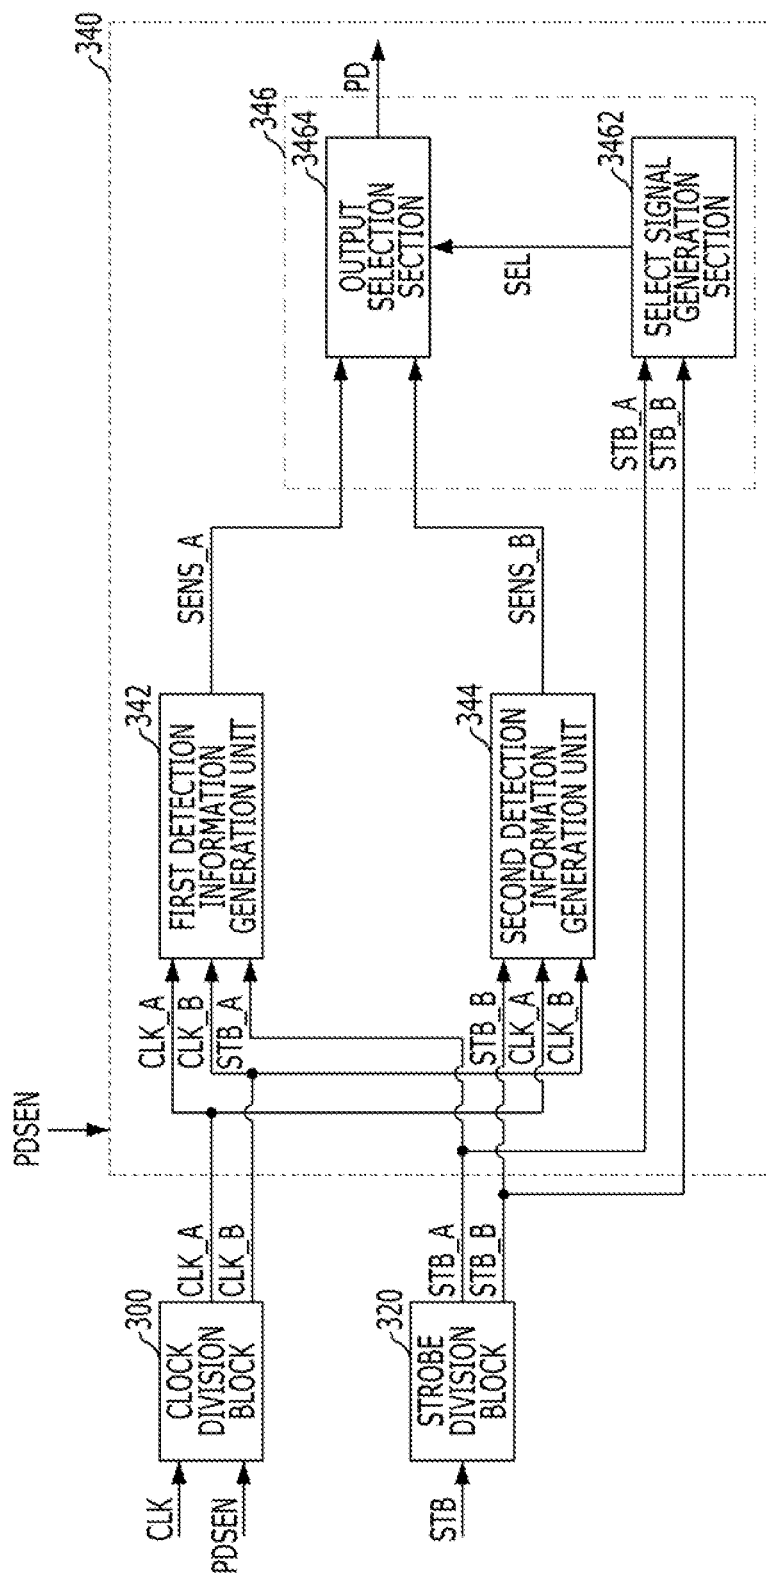 PDSEN
340
CLK
PDSEN
300
CLOCK
DIVISION
BLOCK
CLK_A
CLK_B
CLK_A
CLK_B
STB_A
342
FIRST DETECTION
INFORMATION
GENERATION UNIT
SENS_A
346
3464
OUTPUT
SELECTION
SECTION
PD
STB
320
STROBE
DIVISION
BLOCK
STB_A
STB_B
STB_B
CLK_A
CLK_B
344
SECOND DETECTION
INFORMATION
GENERATION UNIT
SENS_B
SEL
STB_A
STB_B
3462
SELECT SIGNAL
GENERATION
SECTION